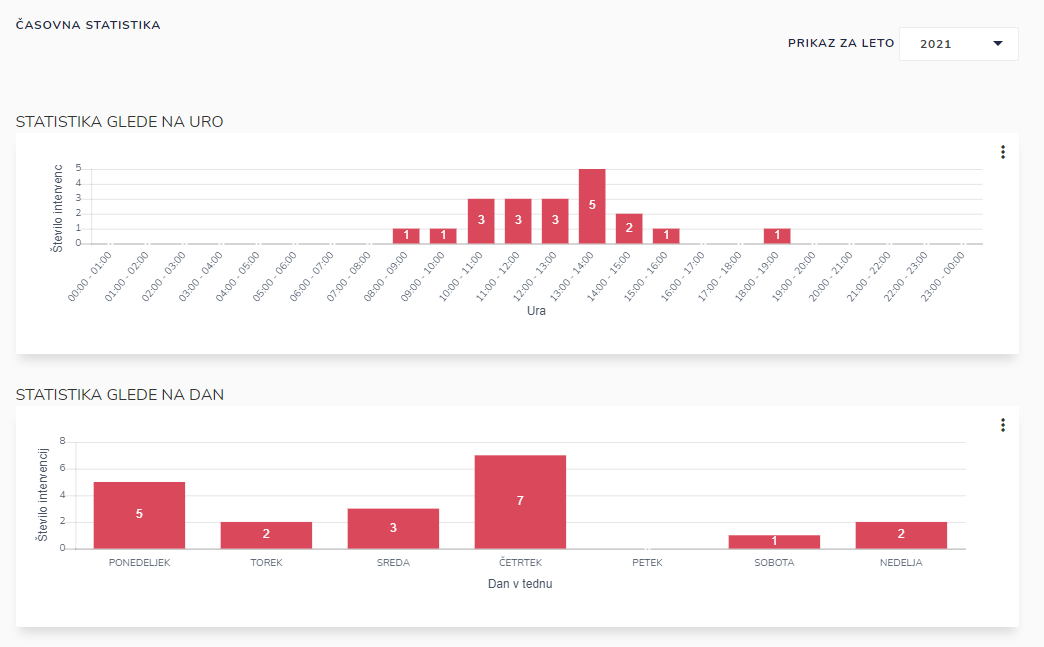 ČASOVNA STATISTIKA
PRIKAZ ZA LETO 2021
STATISTIKA GLEDE NA URO
Število intervenc
5
4
3
2
1
0
1 1 3 3 3 5 2 1 1
00:00 - 01:00 01:00 - 02:00 02:00 - 03:00 03:00 - 04:00 04:00 - 05:00 05:00 - 06:00 06:00 - 07:00 07:00 - 08:00 08:00 - 09:00 09:00 - 10:00 10:00 - 11:00 11:00 - 12:00 12:00 - 13:00 13:00 - 14:00 14:00 - 15:00 15:00 - 16:00 16:00 - 17:00 17:00 - 18:00 18:00 - 19:00 19:00 - 20:00 20:00 - 21:00 21:00 - 22:00 22:00 - 23:00 23:00 - 00:00
Ura
STATISTIKA GLEDE NA DAN
Število intervencij
8
6
4
2
0
5 2 3 7 1 2
PONEDELJEK TOREK SREDA ČETRTEK PETEK SOBOTA NEDELJA
Dan v tednu